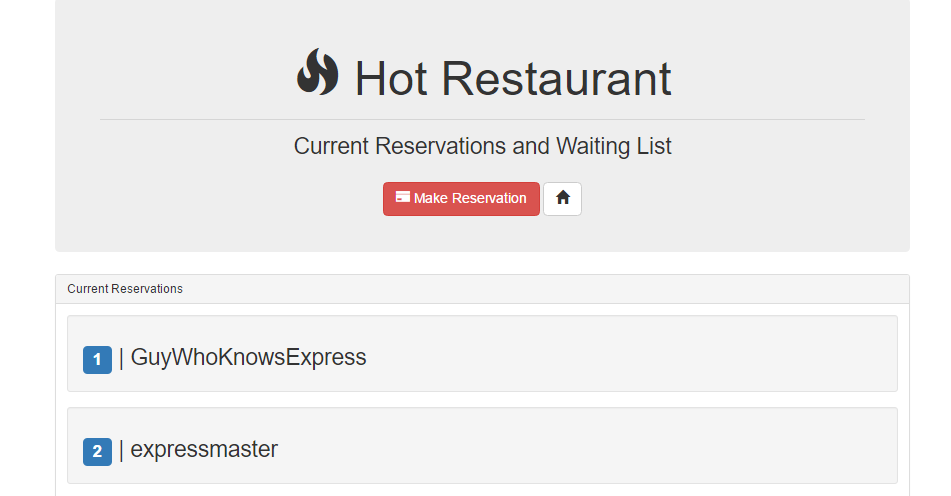 Hot Restaurant
Current Reservations and Waiting List
Make Reservation
Current Reservations
1 | GuyWhoKnowsExpress
2 | expressmaster